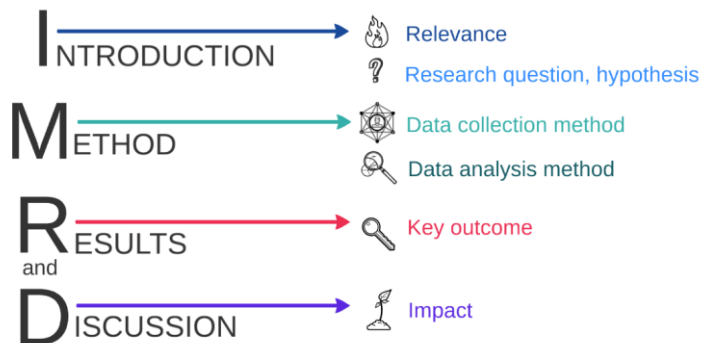 INTRODUCTION
Relevance
Research question, hypothesis
METHOD
Data collection method
Data analysis method
RESULTS
Key outcome
and
DISCUSSION
Impact